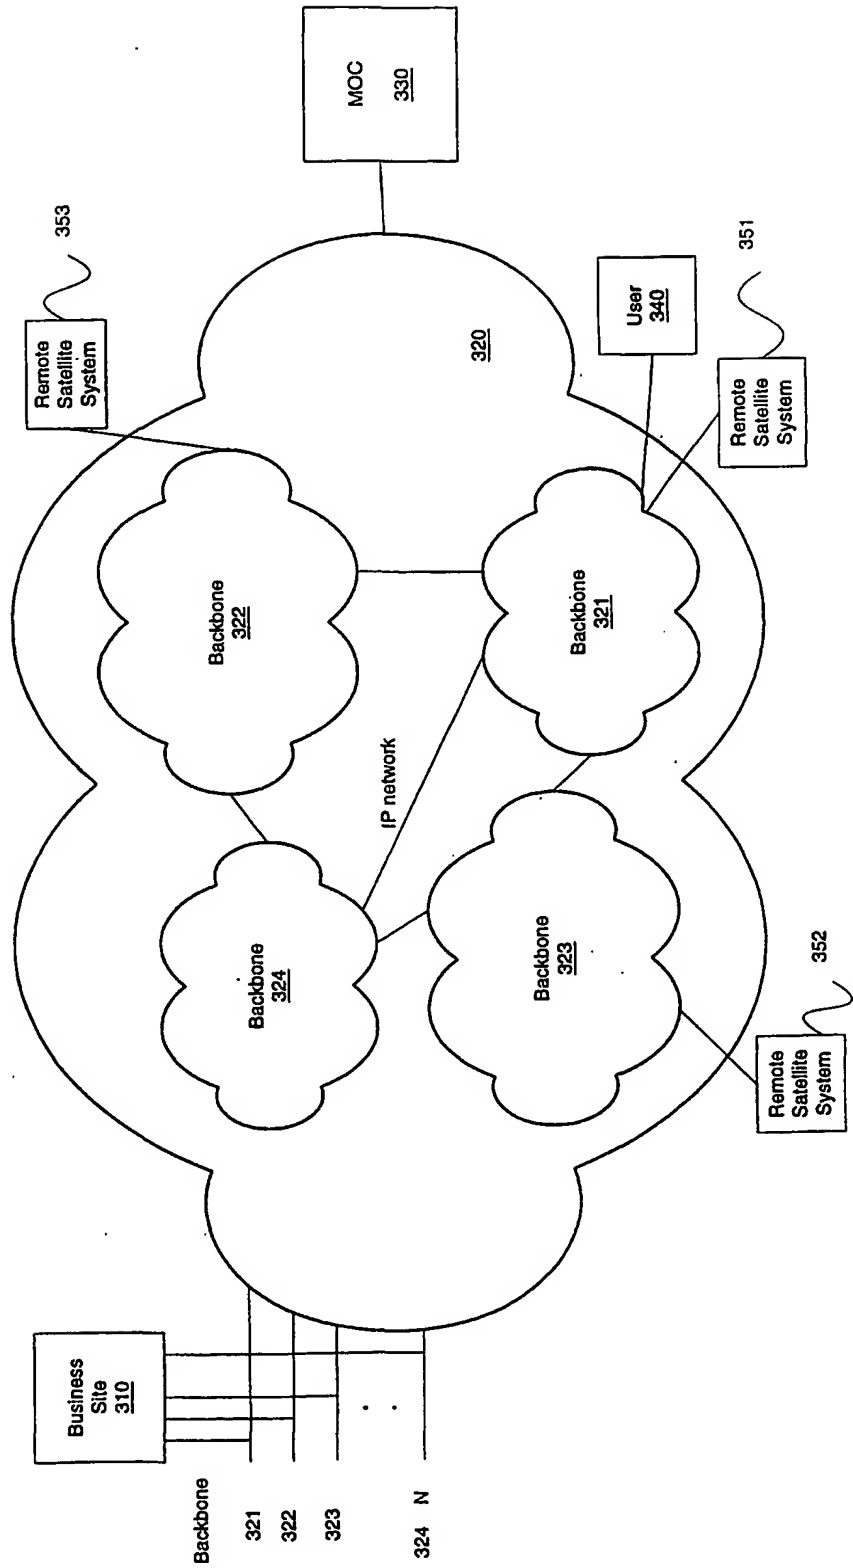 Business
Site
310
Backbone
321
322
323
324 N
Backbone
324
Backbone
322
IP network
Backbone
323
Backbone
321
320
MOC
330
User
340
Remote
Satellite
System
353
Remote
Satellite
System
351
Remote
Satellite
System
352